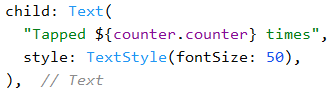 child: Text(
"Tapped ${counter.counter} times",
style: TextStyle(fontSize: 50),
),  // Text